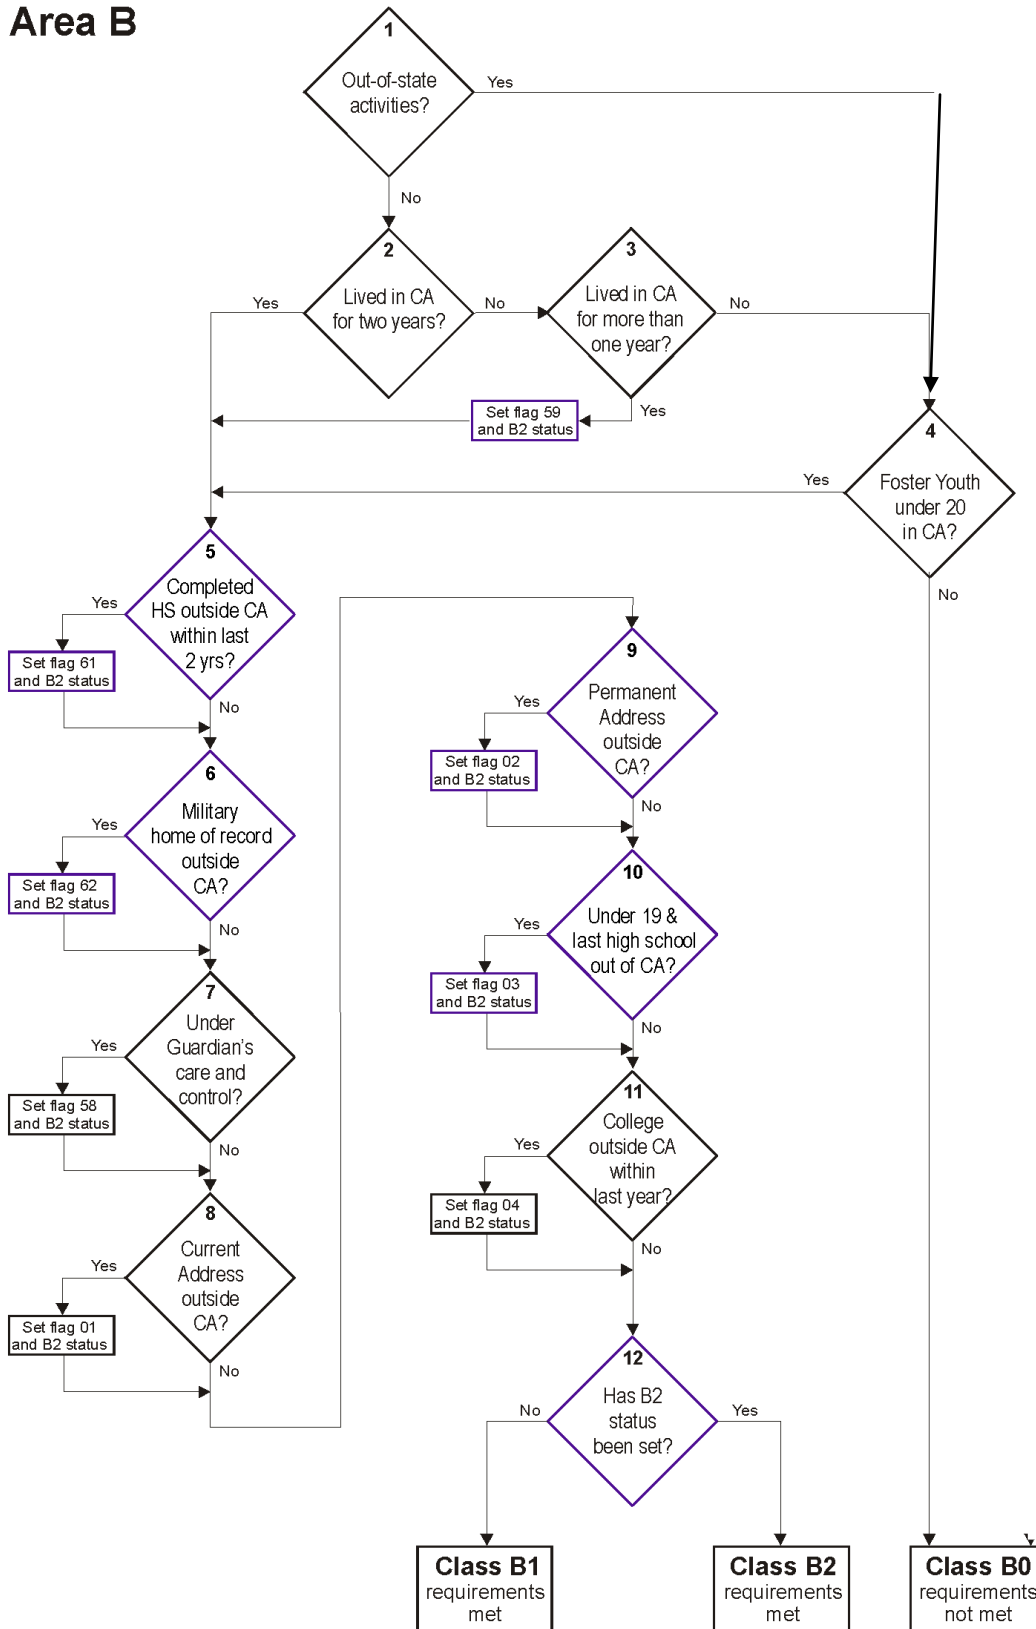 Area B
1
Out-of-state
activities?
Yes
No
2
Lived in CA
for two years?
Yes
No
3
Lived in CA
for more than
one year?
No
Yes
Set flag 59
and B2 status
4
Foster Youth
under 20
in CA?
Yes
No
5
Completed
HS outside CA
within last
2 yrs?
Yes
Set flag 61
and B2 status
No
6
Military
home of record
outside
CA?
Yes
Set flag 62
and B2 status
No
7
Under
Guardian's
care and
control?
Yes
Set flag 58
and B2 status
No
8
Current
Address
outside
CA?
Yes
Set flag 01
and B2 status
No
9
Permanent
Address
outside
CA?
Yes
Set flag 02
and B2 status
No
10
Under 19 &
last high school
out of CA?
Yes
Set flag 03
and B2 status
No
11
College
outside CA
within
last year?
Yes
Set flag 04
and B2 status
No
12
Has B2
status
been set?
No
Yes
Class B1
requirements
met
Class B2
requirements
met
Class B0
requirements
not met